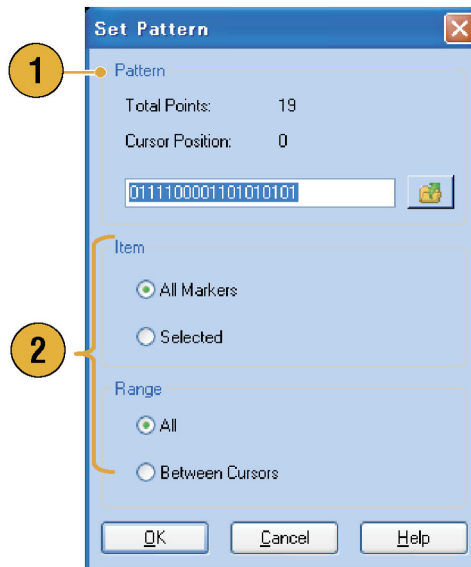 Set Pattern
1
Pattern
Total Points: 19
Cursor Position: 0
0111100001101010101
2
Item
All Markers
Selected
Range
All
Between Cursors
OK Cancel Help